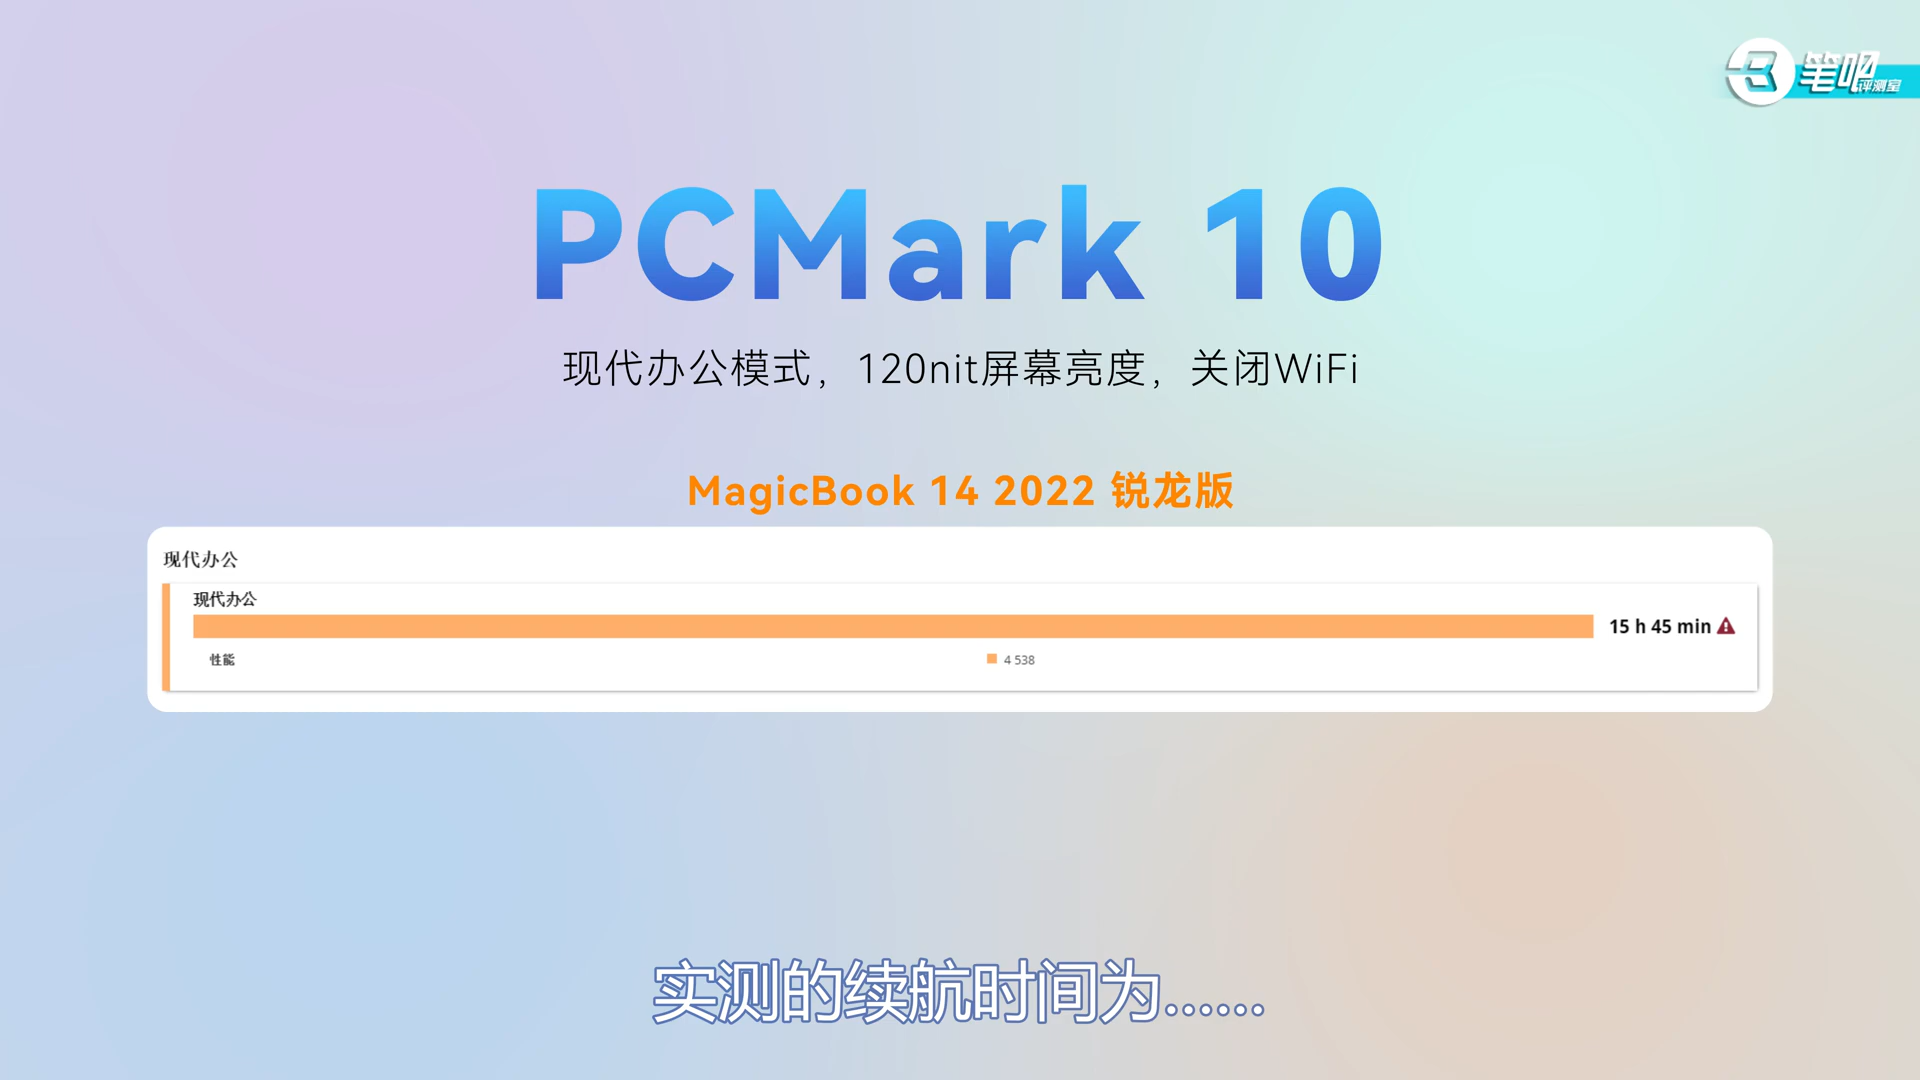 笔吧
评测室
PCMark 10
现代办公模式，120nit屏幕亮度，关闭WiFi
MagicBook 14 2022 锐龙版
现代办公
现代办公
15 h 45 min
性能
4 538
实测的续航时间为......